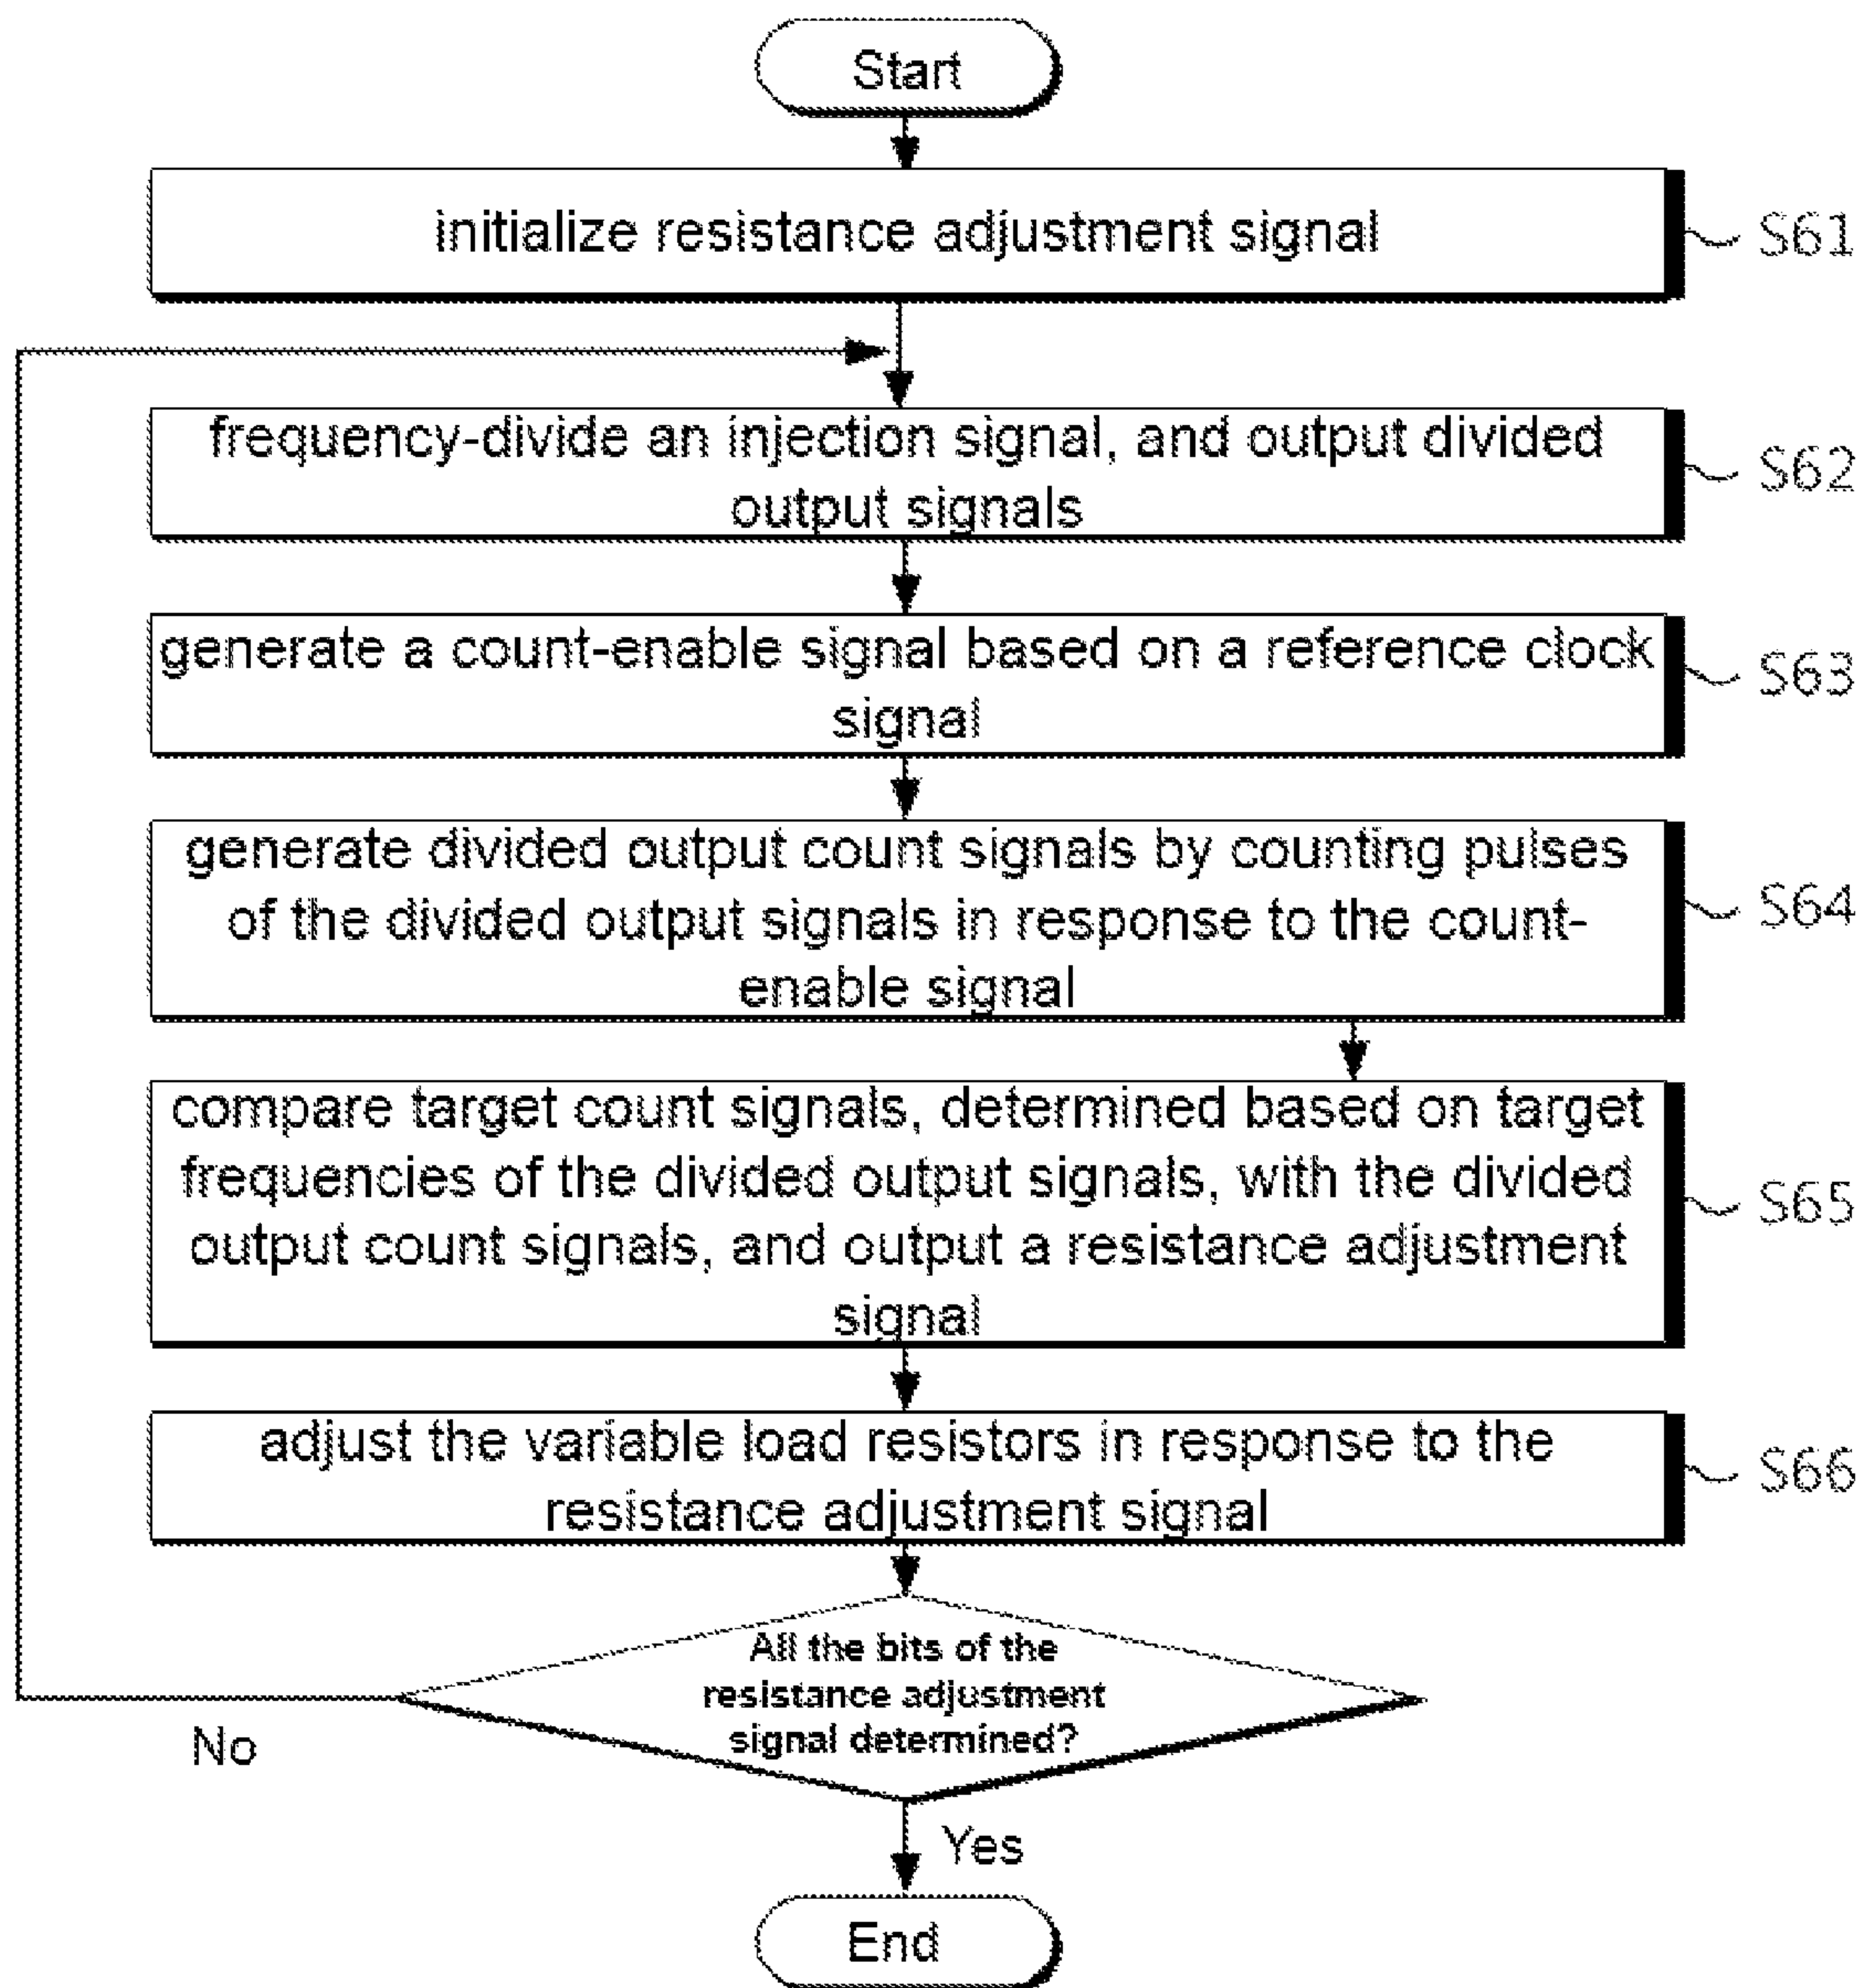 Start
initialize resistance adjustment signal
S61
frequency-divide an injection signal, and output divided
output signals
S62
generate a count-enable signal based on a reference clock
signal
S63
generate divided output count signals by counting pulses
of the divided output signals in response to the count-
enable signal
S64
compare target count signals, determined based on target
frequencies of the divided output signals, with the divided
output count signals, and output a resistance adjustment
signal
S65
adjust the variable load resistors in response to the
resistance adjustment signal
S66
All the bits of the
resistance adjustment
signal determined?
No
Yes
End